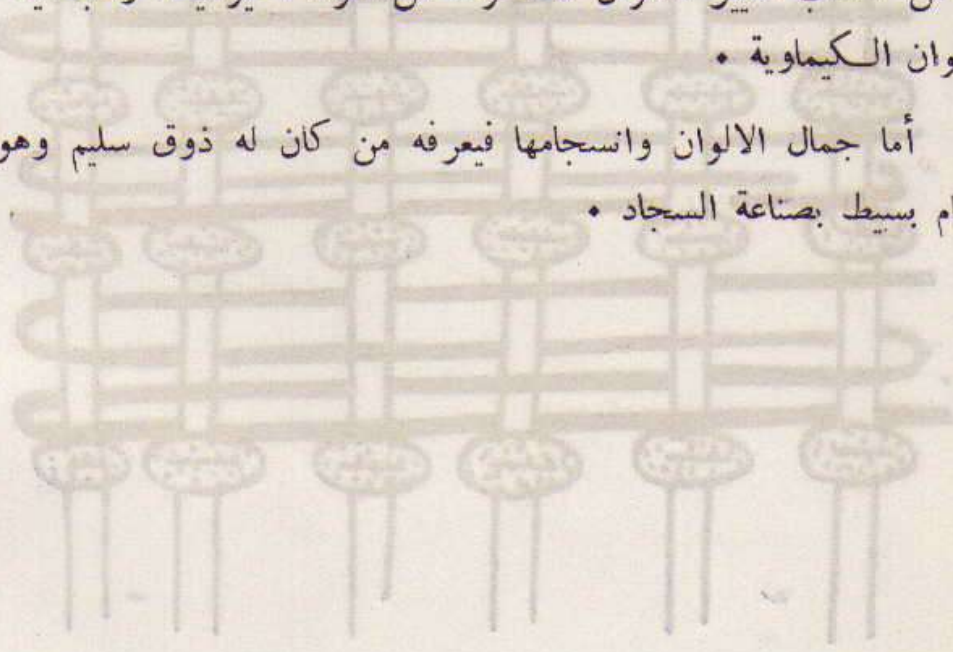 وان الكيماوية .
أما جمال الالوان وانسجامها فيعرفه من كان له ذوق سليم وهو
ام بسيط بصناعة السجاد .